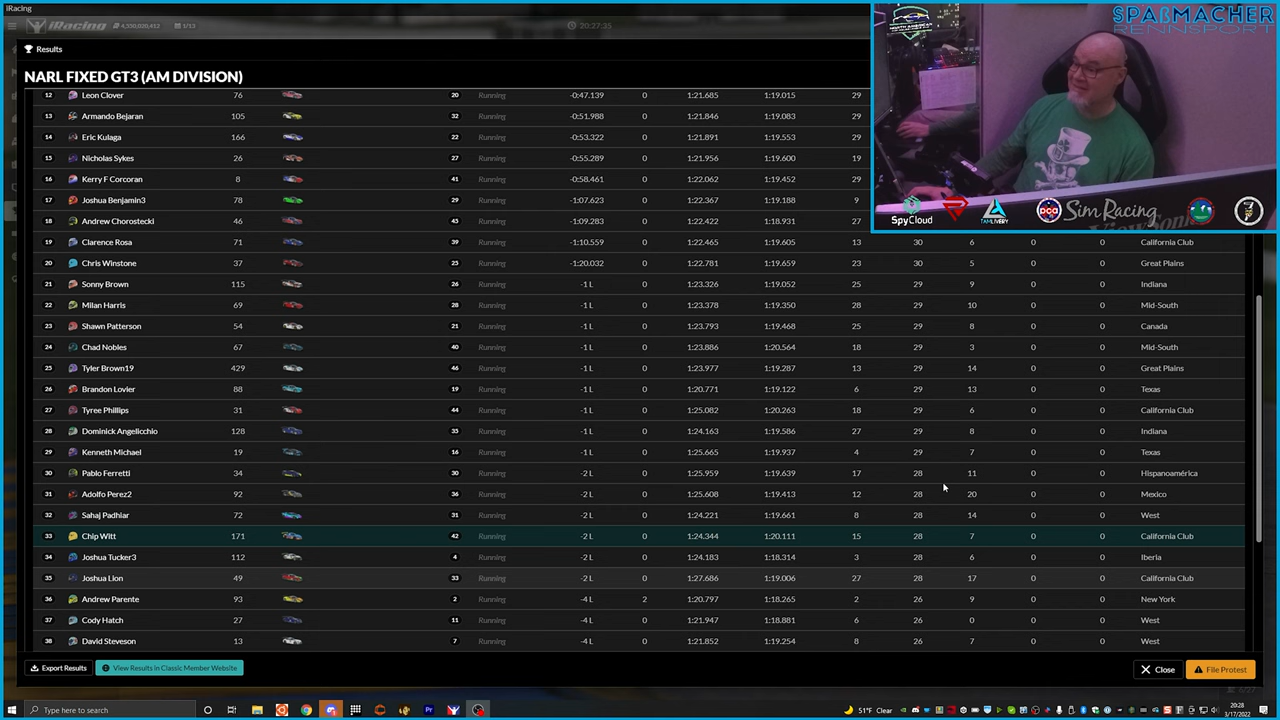 iRacing
iRacing 4,550,020,412 1/13 20:27:35
SPAßMACHER
RENNSPORT
Results
NARL FIXED GT3 (AM DIVISION)
12 Leon Clover 76 20 Running -0:47.139 0 1:21.685 1:19.015 29
13 Armando Bejaran 105 32 Running -0:51.988 0 1:21.846 1:19.083 29
14 Eric Kulaga 166 22 Running -0:53.322 0 1:21.891 1:19.553 29
15 Nicholas Sykes 26 27 Running -0:55.289 0 1:21.956 1:19.600 19
16 Kerry F Corcoran 8 41 Running -0:58.461 0 1:22.062 1:19.452 29
17 Joshua Benjamin3 78 29 Running -1:07.623 0 1:22.367 1:19.188 9
18 Andrew Chorostecki 46 43 Running -1:09.283 0 1:22.422 1:18.931 27
SpyCloud TAMLIVERY PGA Sim Racing ViewSonic
19 Clarence Rosa 71 39 Running -1:10.559 0 1:22.465 1:19.605 13 30 6 0 0 California Club
20 Chris Winstone 37 25 Running -1:20.032 0 1:22.781 1:19.659 23 30 5 0 0 Great Plains
21 Sonny Brown 115 26 Running -1 L 0 1:23.326 1:19.052 25 29 9 0 0 Indiana
22 Milan Harris 69 28 Running -1 L 0 1:23.378 1:19.350 28 29 10 0 0 Mid-South
23 Shawn Patterson 54 21 Running -1 L 0 1:23.793 1:19.468 25 29 8 0 0 Canada
24 Chad Nobles 67 40 Running -1 L 0 1:23.886 1:20.564 18 29 3 0 0 Mid-South
25 Tyler Brown19 429 46 Running -1 L 0 1:23.977 1:19.287 13 29 14 0 0 Great Plains
26 Brandon Lovier 88 19 Running -1 L 0 1:20.771 1:19.122 6 29 13 0 0 Texas
27 Tyree Phillips 31 44 Running -1 L 0 1:25.082 1:20.263 18 29 6 0 0 California Club
28 Dominick Angelicchio 128 35 Running -1 L 0 1:24.163 1:19.586 27 29 8 0 0 Indiana
29 Kenneth Michael 19 16 Running -1 L 0 1:25.665 1:19.937 4 29 7 0 0 Texas
30 Pablo Ferretti 34 30 Running -2 L 0 1:25.959 1:19.639 17 28 11 0 0 Hispanoamérica
31 Adolfo Perez2 92 36 Running -2 L 0 1:25.608 1:19.413 12 28 20 0 0 Mexico
32 Sahaj Padhiar 72 31 Running -2 L 0 1:24.221 1:19.661 8 28 14 0 0 West
33 Chip Witt 171 42 Running -2 L 0 1:24.344 1:20.111 15 28 7 0 0 California Club
34 Joshua Tucker3 112 4 Running -2 L 0 1:24.183 1:18.314 3 28 6 0 0 Iberia
35 Joshua Lion 49 33 Running -2 L 0 1:27.686 1:19.006 27 28 17 0 0 California Club
36 Andrew Parente 93 2 Running -4 L 2 1:20.797 1:18.265 2 26 9 0 0 New York
37 Cody Hatch 27 11 Running -4 L 0 1:21.947 1:18.881 6 26 0 0 0 West
38 David Steveson 13 7 Running -4 L 0 1:21.852 1:19.254 8 26 7 0 0 West
Export Results View Results in Classic Member Website Close File Protest
Type here to search 51°F Clear 20:28
3/17/2022